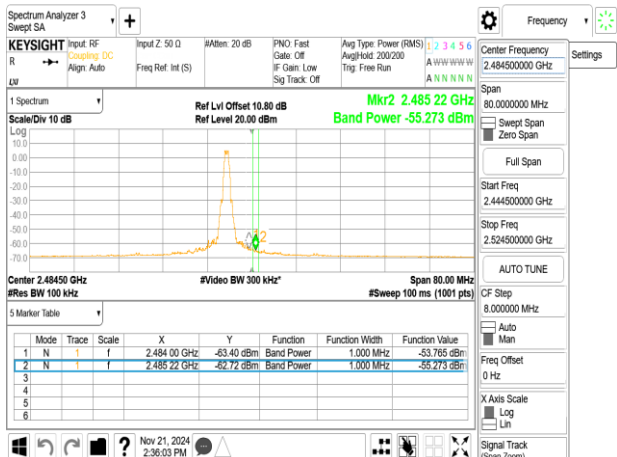 Spectrum Analyzer 3
Swept SA
+
Frequency
KEYSIGHT
R
LXI
Input: RF
Coupling: DC
Align: Auto
Input Z: 50 Ω
Freq Ref: Int (S)
#Atten: 20 dB
PNO: Fast
Gate: Off
IF Gain: Low
Sig Track: Off
Avg Type: Power (RMS)
Avg|Hold: 200/200
Trig: Free Run
1 2 3 4 5 6
A W W W W W
A N N N N N
1 Spectrum
Scale/Div 10 dB
Ref Lvl Offset 10.80 dB
Ref Level 20.00 dBm
Mkr2 2.485 22 GHz
Band Power -55.273 dBm
Log
10.0
0.00
-10.0
-20.0
-30.0
-40.0
-50.0
-60.0
-70.0
2
Center 2.48450 GHz
#Res BW 100 kHz
#Video BW 300 kHz*
Span 80.00 MHz
#Sweep 100 ms (1001 pts)
5 Marker Table
Mode Trace Scale X Y Function Function Width Function Value
1 N 1 f 2.484 00 GHz -63.40 dBm Band Power 1.000 MHz -53.765 dBm
2 N 1 f 2.485 22 GHz -62.72 dBm Band Power 1.000 MHz -55.273 dBm
3
4
5
6
?
Nov 21, 2024
2:36:03 PM
Center Frequency
2.484500000 GHz
Settings
Span
80.0000000 MHz
Swept Span
Zero Span
Full Span
Start Freq
2.444500000 GHz
Stop Freq
2.524500000 GHz
AUTO TUNE
CF Step
8.000000 MHz
Auto
Man
Freq Offset
0 Hz
X Axis Scale
Log
Lin
Signal Track
(Span Zoom)